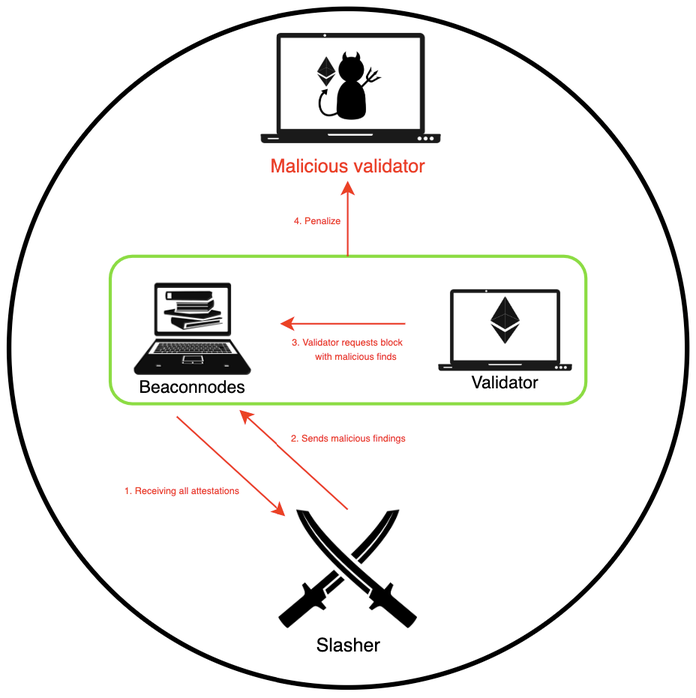 Malicious validator
4. Penalize
3. Validator requests block
with malicious finds
Beaconnodes
Validator
2. Sends malicious findings
1. Receiving all attestations
Slasher